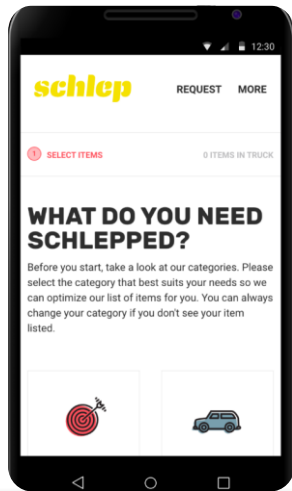 12:30
schlep REQUEST MORE
1 SELECT ITEMS 0 ITEMS IN TRUCK
WHAT DO YOU NEED
SCHLEPPED?
Before you start, take a look at our categories. Please
select the category that best suits your needs so we
can optimize our list of items for you. You can always
change your category if you don't see your item
listed.